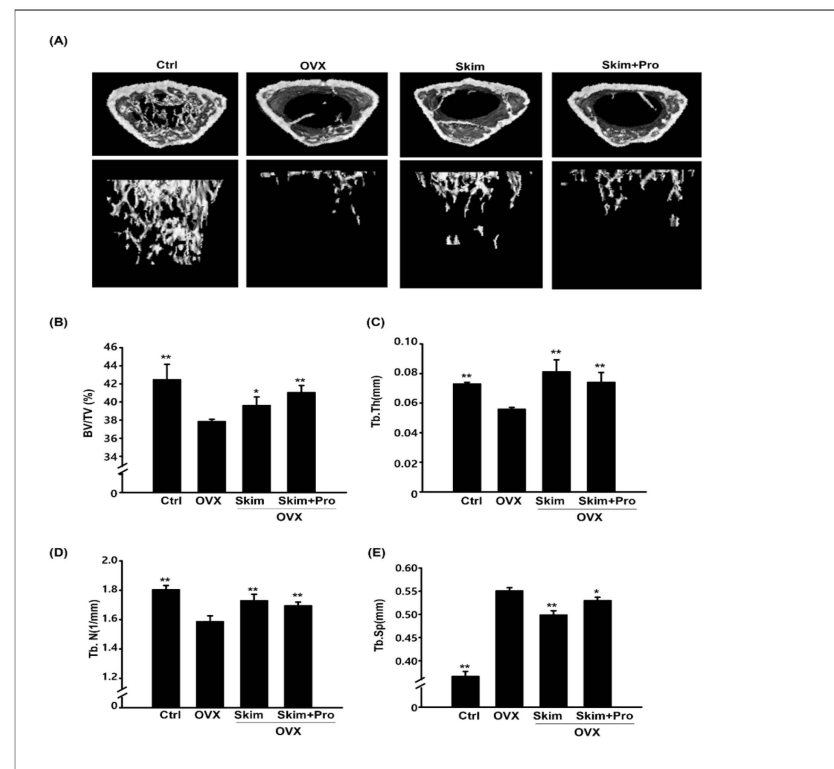 (A)
Ctrl OVX Skim Skim+Pro
(B)
BV/TV (%)
46
44
42
40
38
36
34
0
** * **
Ctrl OVX Skim Skim+Pro
OVX
(C)
Tb.Th(mm)
0.10
0.08
0.06
0.04
0.02
0
** ** **
Ctrl OVX Skim Skim+Pro
OVX
(D)
Tb. N(1/mm)
2.0
1.8
1.6
1.4
1.2
0
** ** **
Ctrl OVX Skim Skim+Pro
OVX
(E)
Tb.Sp(mm)
0.60
0.55
0.50
0.40
0
** ** *
Ctrl OVX Skim Skim+Pro
OVX